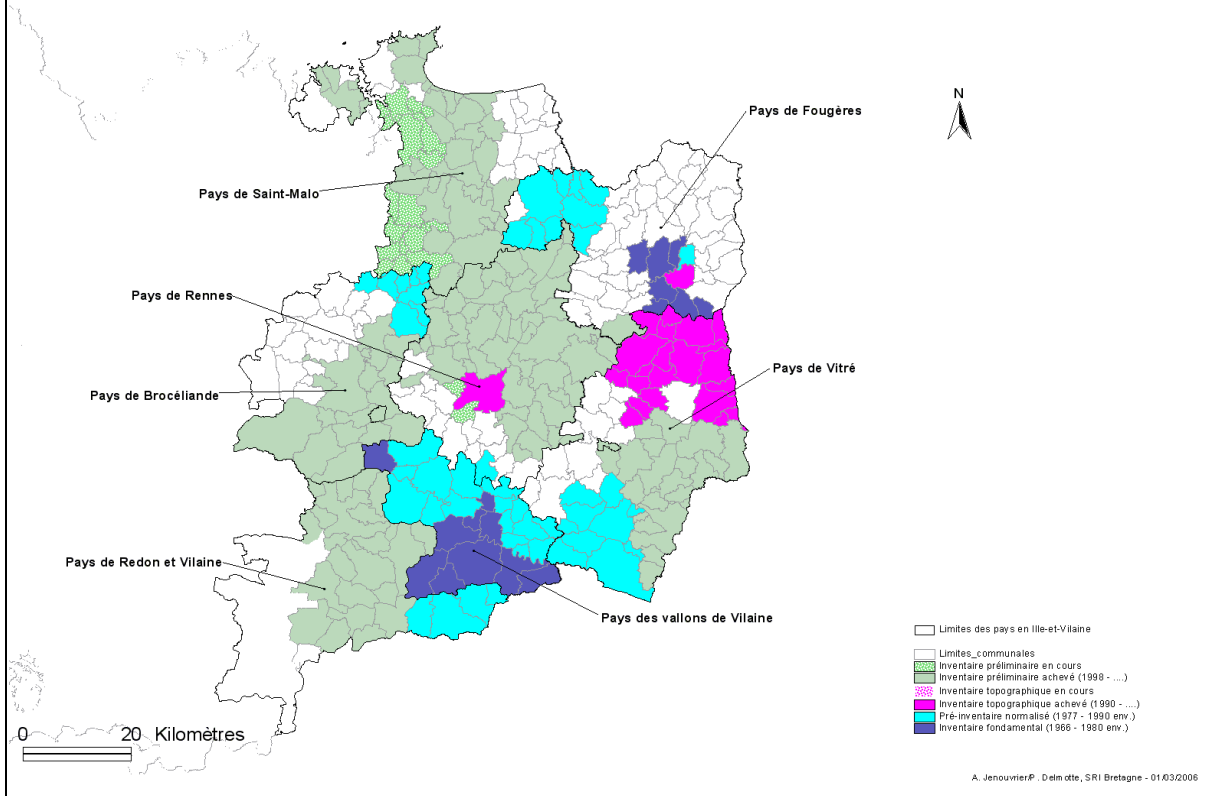 N
Pays de Fougères
Pays de Saint-Malo
Pays de Rennes
Pays de Vitré
Pays de Brocéliande
Pays de Redon et Vilaine
Pays des vallons de Vilaine
Limites des pays en Ille-et-Vilaine
Limites_communales
Inventaire préliminaire en cours
Inventaire préliminaire achevé (1998 - ....)
Inventaire topographique en cours
Inventaire topographique achevé (1990 - ....)
Pré-inventaire normalisé (1977 - 1990 env.)
Inventaire fondamental (1966 - 1980 env.)
0 20 Kilomètres
A. Jenouvrier/P. Delmotte, SRI Bretagne - 01/03/2006